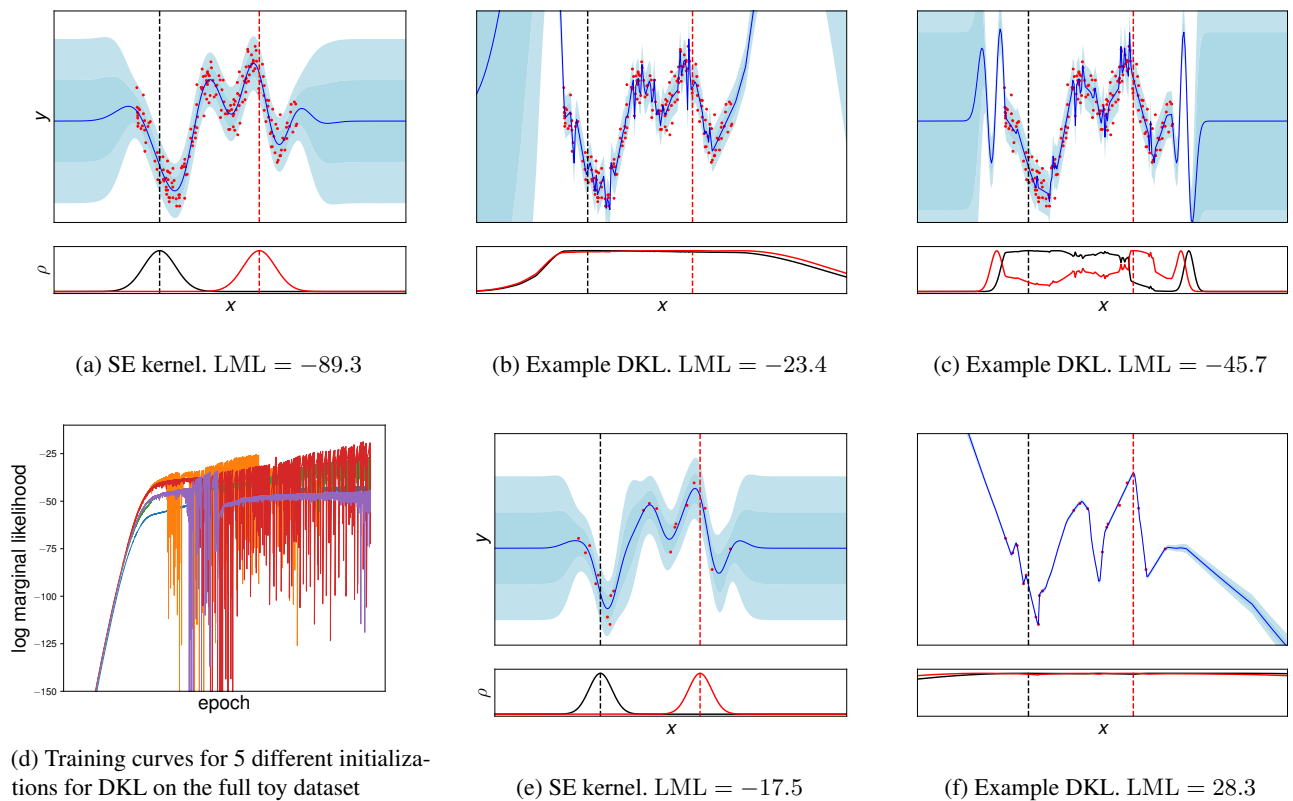 y
ρ
x
x
x
(a) SE kernel. LML = −89.3
(b) Example DKL. LML = −23.4
(c) Example DKL. LML = −45.7
log marginal likelihood
−25
−50
−75
−100
−125
−150
epoch
(d) Training curves for 5 different initializa-
tions for DKL on the full toy dataset
y
ρ
x
x
(e) SE kernel. LML = −17.5
(f) Example DKL. LML = 28.3